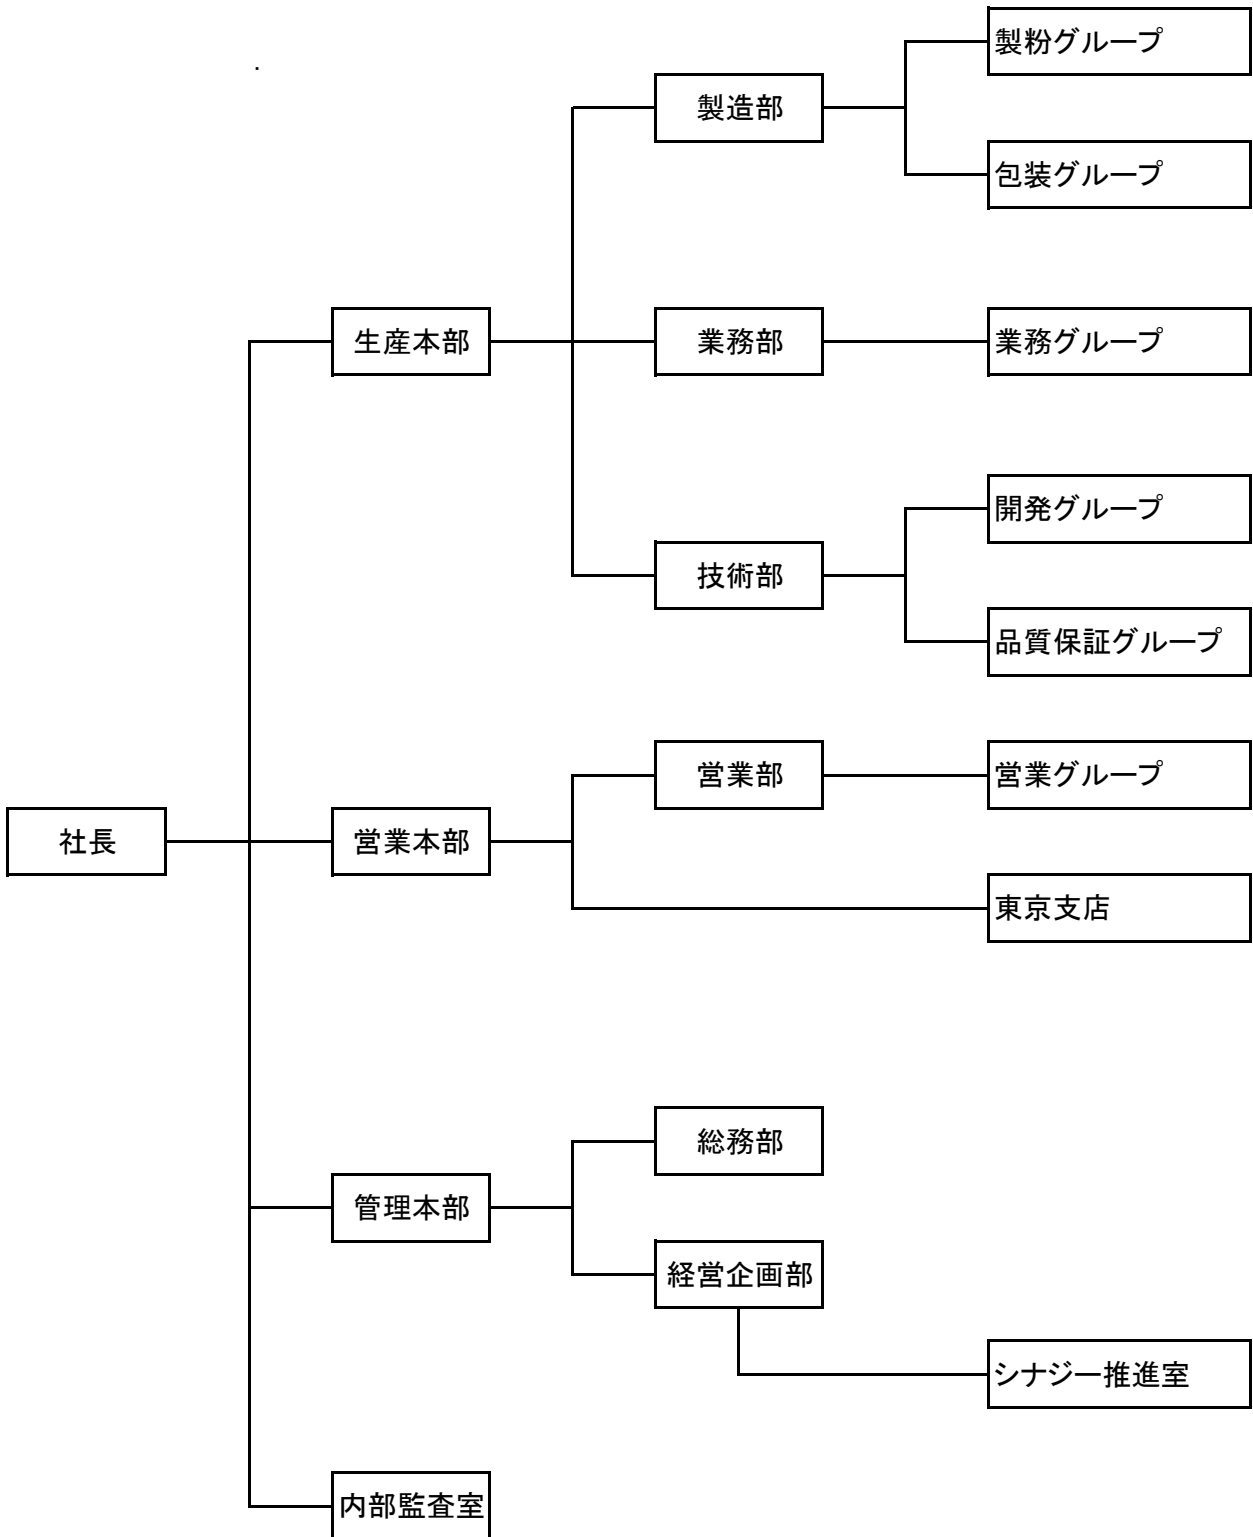 製粉グループ
製造部
包装グループ
生産本部
業務部
業務グループ
開発グループ
技術部
品質保証グループ
営業部
営業グループ
社長
営業本部
東京支店
総務部
管理本部
経営企画部
シナジー推進室
内部監査室